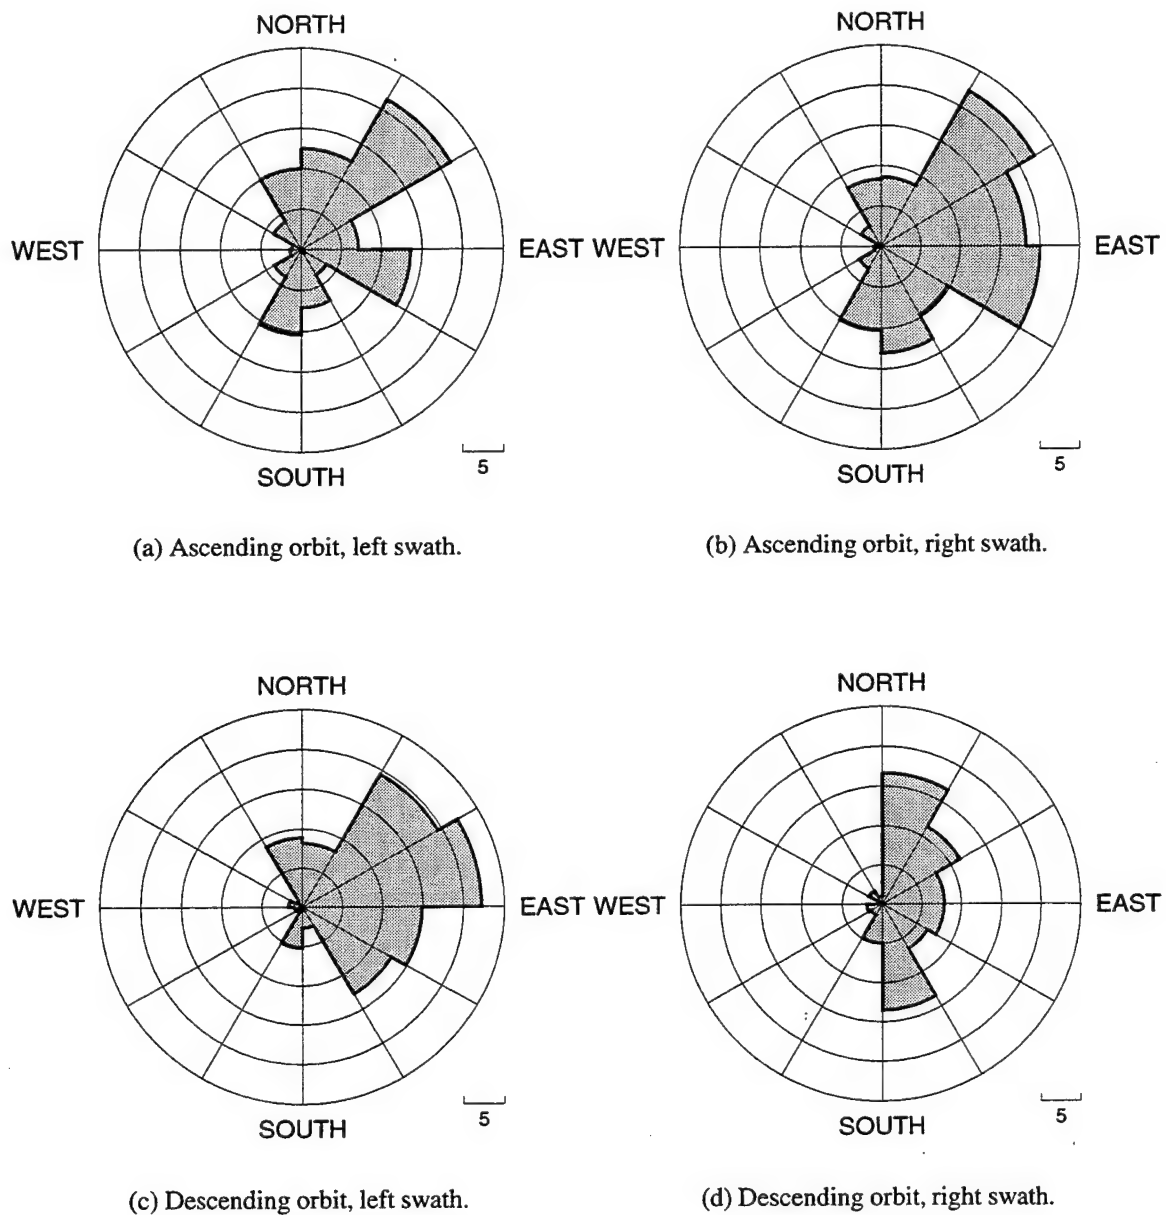 NORTH
NORTH
WEST
EAST WEST
EAST
5
5
SOUTH
SOUTH
(a) Ascending orbit, left swath.
(b) Ascending orbit, right swath.
NORTH
NORTH
WEST
EAST WEST
EAST
5
5
SOUTH
SOUTH
(c) Descending orbit, left swath.
(d) Descending orbit, right swath.